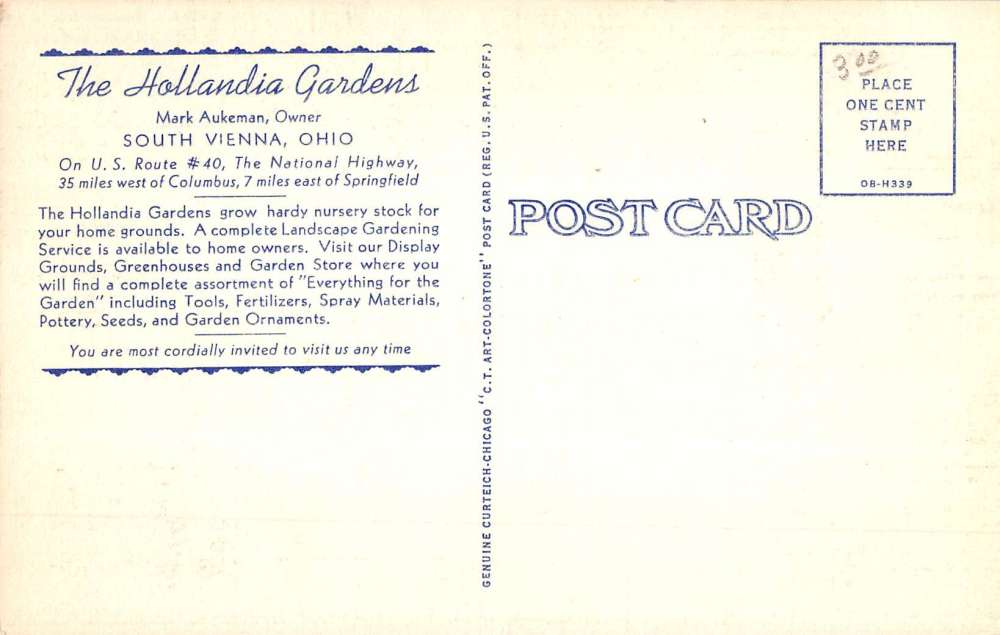 The Hollandia Gardens
Mark Aukeman, Owner
SOUTH VIENNA, OHIO
On U. S. Route #40, The National Highway,
35 miles west of Columbus, 7 miles east of Springfield
The Hollandia Gardens grow hardy nursery stock for
your home grounds. A complete Landscape Gardening
Service is available to home owners. Visit our Display
Grounds, Greenhouses and Garden Store where you
will find a complete assortment of "Everything for the
Garden" including Tools, Fertilizers, Spray Materials,
Pottery, Seeds, and Garden Ornaments.
You are most cordially invited to visit us any time
GENUINE CURTEICH-CHICAGO "C.T. ART-COLORTONE" POST CARD (REG. U.S. PAT. OFF.)
POST CARD
3 00
PLACE
ONE CENT
STAMP
HERE
OB-H339